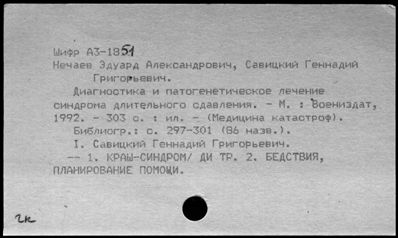 Шифр А3-1851
Нечаев Эдуард Александрович, Савицкий Геннадий
Григорьевич.
Диагностика и патогенетическое лечение
синдрома длительного сдавления. - М. : Воениздат,
1992. - 303 с. : ил. - (Медицина катастроф).
Библиогр.: с. 297-301 (86 назв.).
I. Савицкий Геннадий Григорьевич.
-- 1. КРАШ-СИНДРОМ/ ДИ ТР. 2. БЕДСТВИЯ,
ПЛАНИРОВАНИЕ ПОМОЩИ.
гк